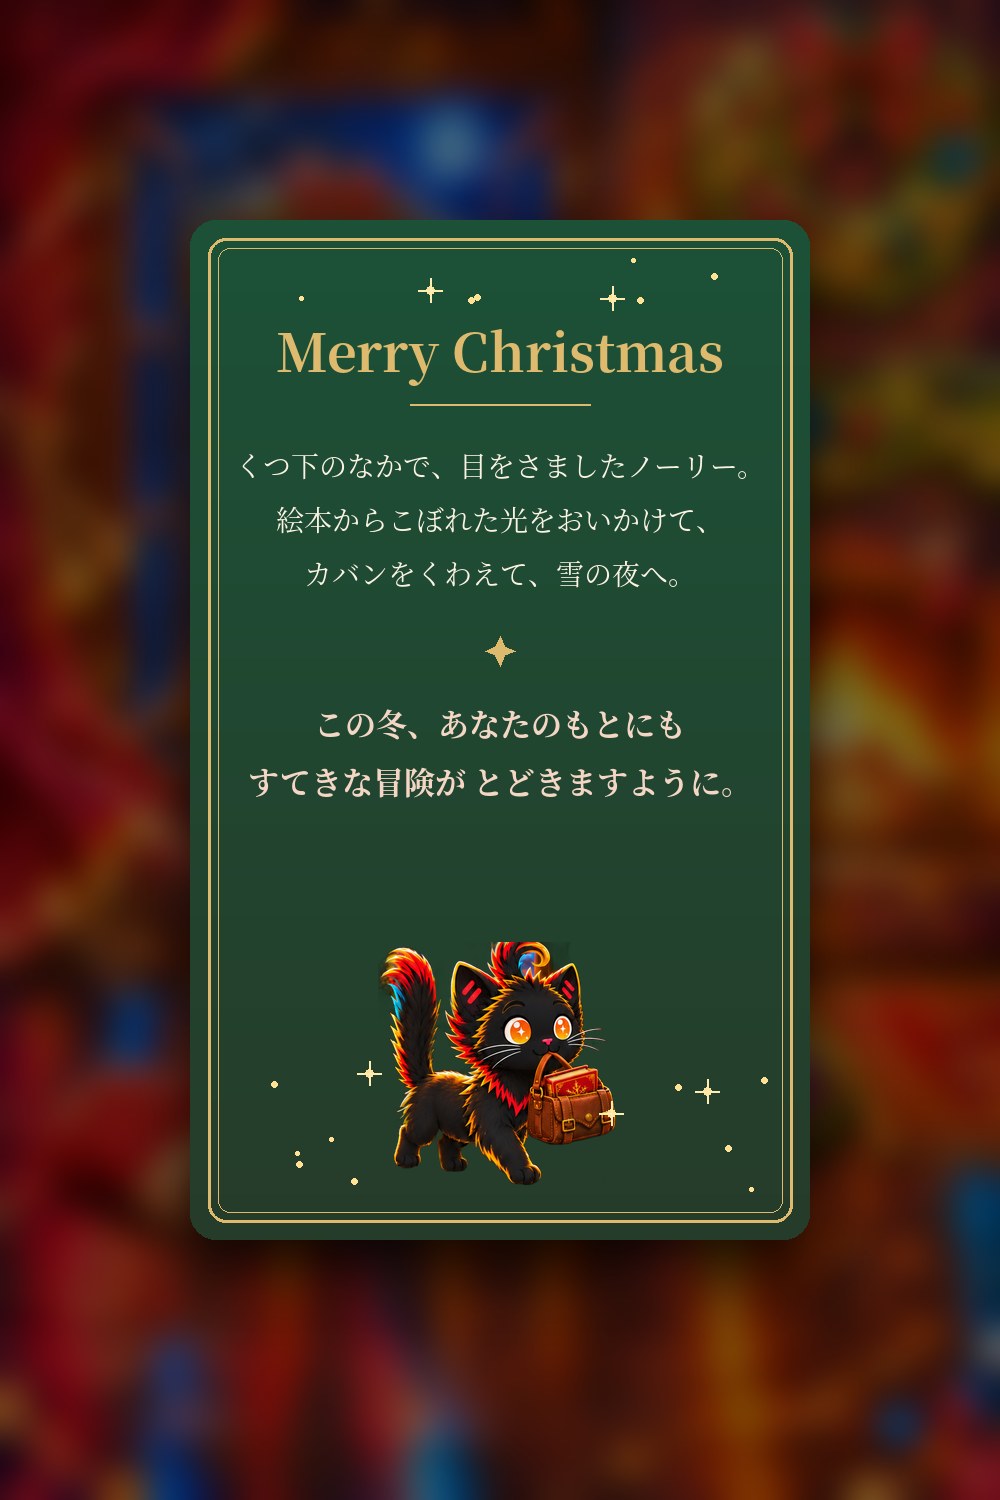 Merry Christmas
くつ下のなかで、目をさましたノーリー。
絵本からこぼれた光をおいかけて、
カバンをくわえて、雪の夜へ。
この冬、あなたのもとにも
すてきな冒険が とどきますように。